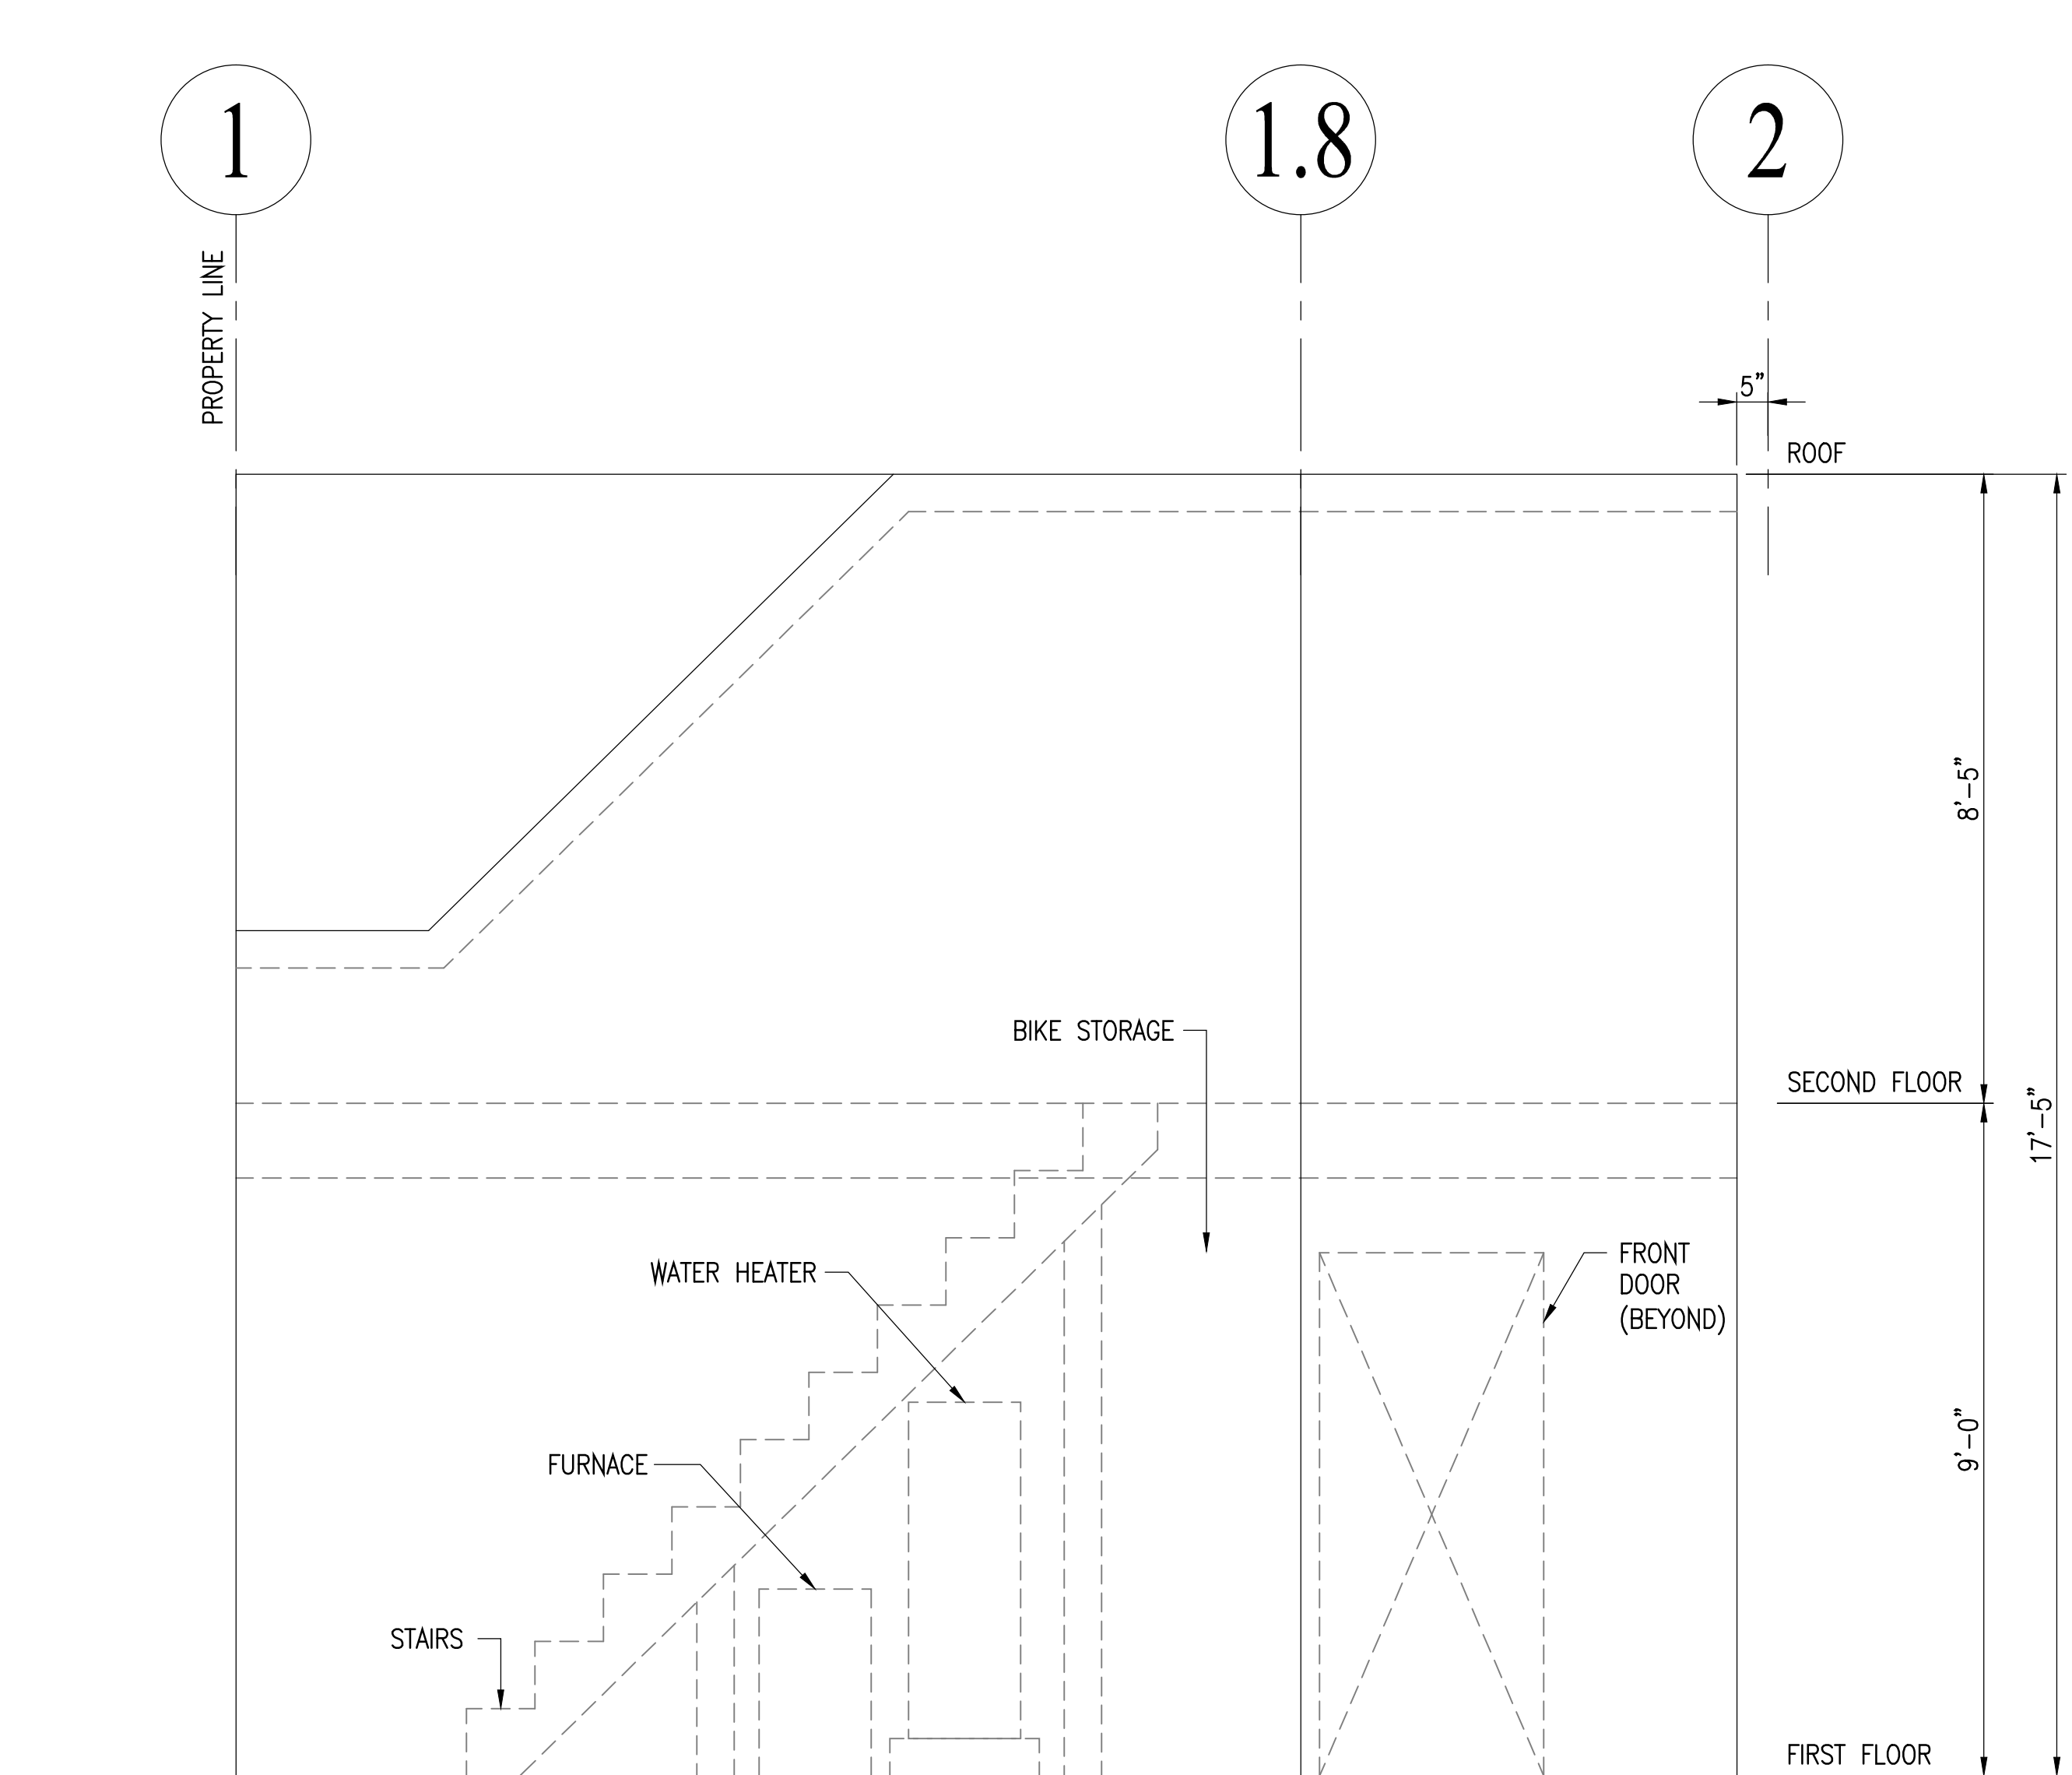 1
1.8
2
PROPERTY LINE
5"
ROOF
8'-5"
BIKE STORAGE
SECOND FLOOR
17'-5"
WATER HEATER
FRONT
DOOR
(BEYOND)
9'-0"
FURNACE
STAIRS
FIRST FLOOR